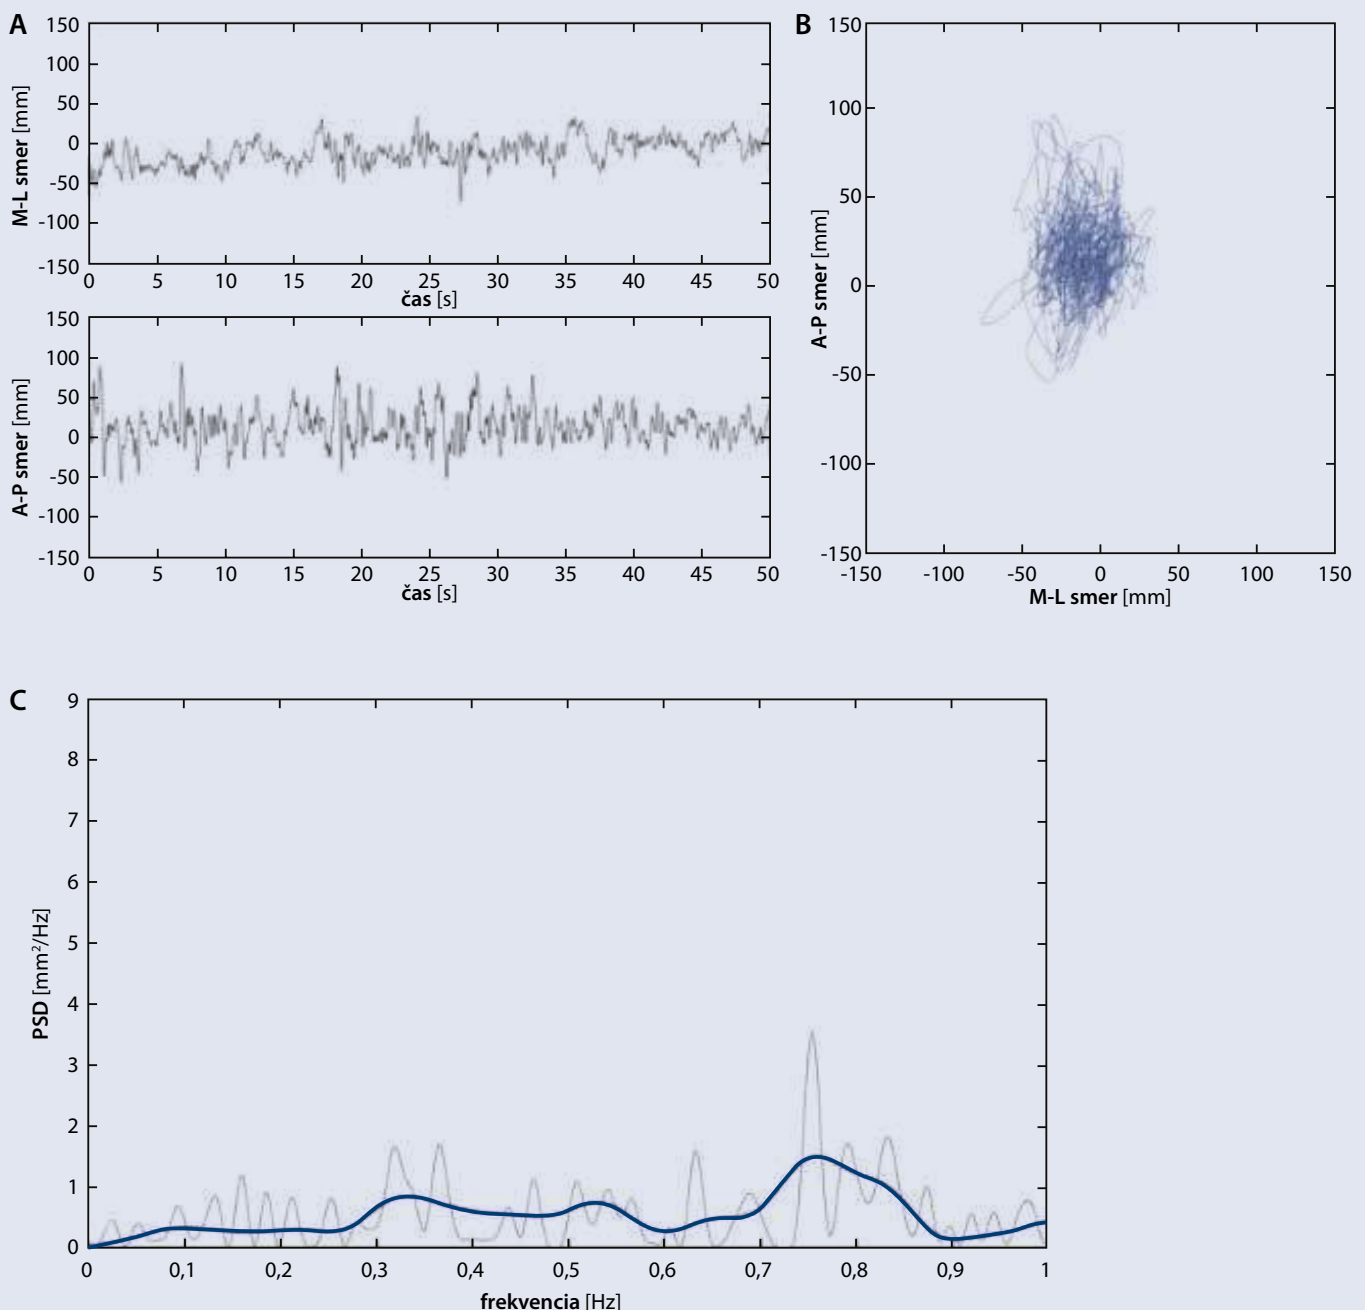 A
150
100
50
0
-50
-100
-150
M-L smer [mm]
0 5 10 15 20 25 30 35 40 45 50
čas [s]
150
100
50
0
-50
-100
-150
A-P smer [mm]
0 5 10 15 20 25 30 35 40 45 50
čas [s]
B
150
100
50
0
-50
-100
-150
A-P smer [mm]
-150 -100 -50 0 50 100 150
M-L smer [mm]
C
9
8
7
6
5
4
3
2
1
0
PSD [mm²/Hz]
0 0,1 0,2 0,3 0,4 0,5 0,6 0,7 0,8 0,9 1
frekvencia [Hz]